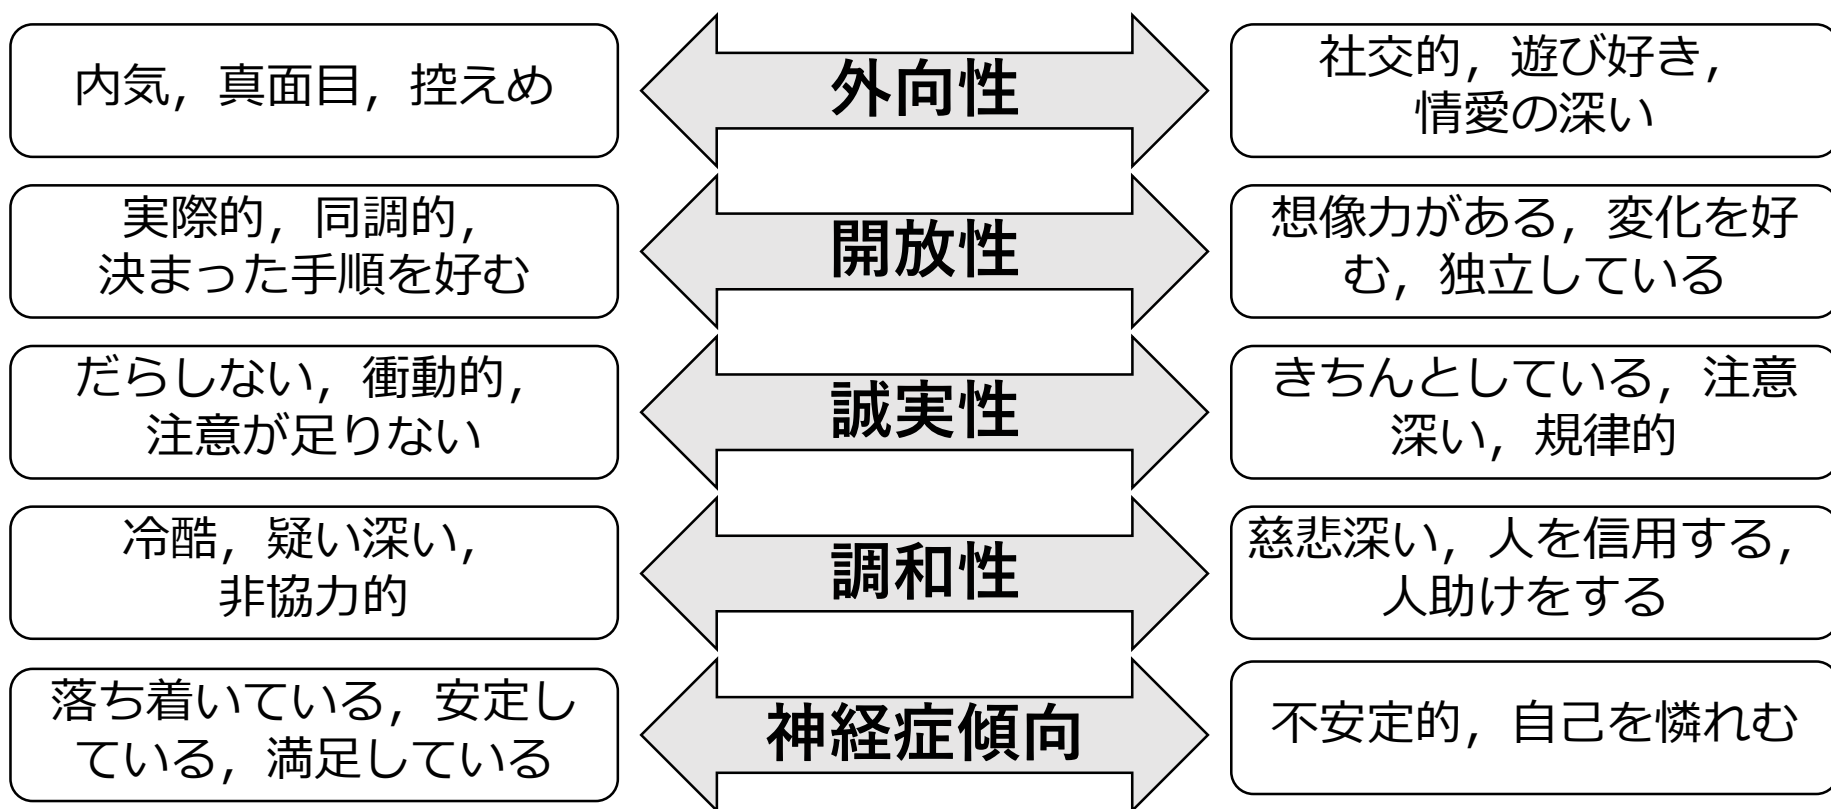 内気，真面目，控えめ
外向性
社交的，遊び好き，
情愛の深い
実際的，同調的，
決まった手順を好む
開放性
想像力がある，変化を好
む，独立している
だらしない，衝動的，
注意が足りない
誠実性
きちんとしている，注意
深い，規律的
冷酷，疑い深い，
非協力的
調和性
慈悲深い，人を信用する，
人助けをする
落ち着いている，安定し
ている，満足している
神経症傾向
不安定的，自己を憐れむ